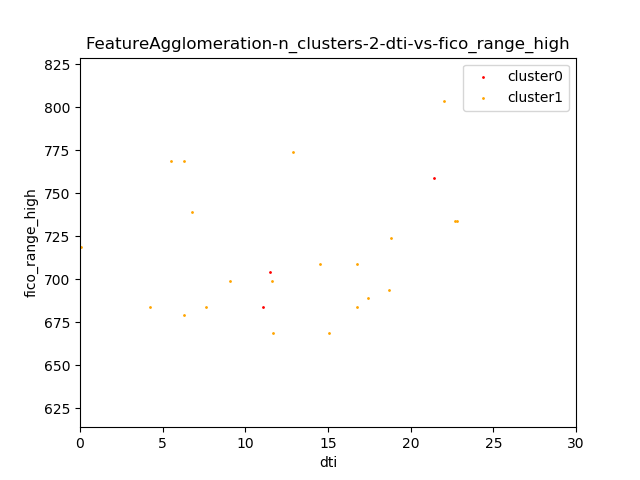 FeatureAgglomeration-n_clusters-2-dti-vs-fico_range_high
cluster0
cluster1
fico_range_high
825
800
775
750
725
700
675
650
625
0 5 10 15 20 25 30
dti